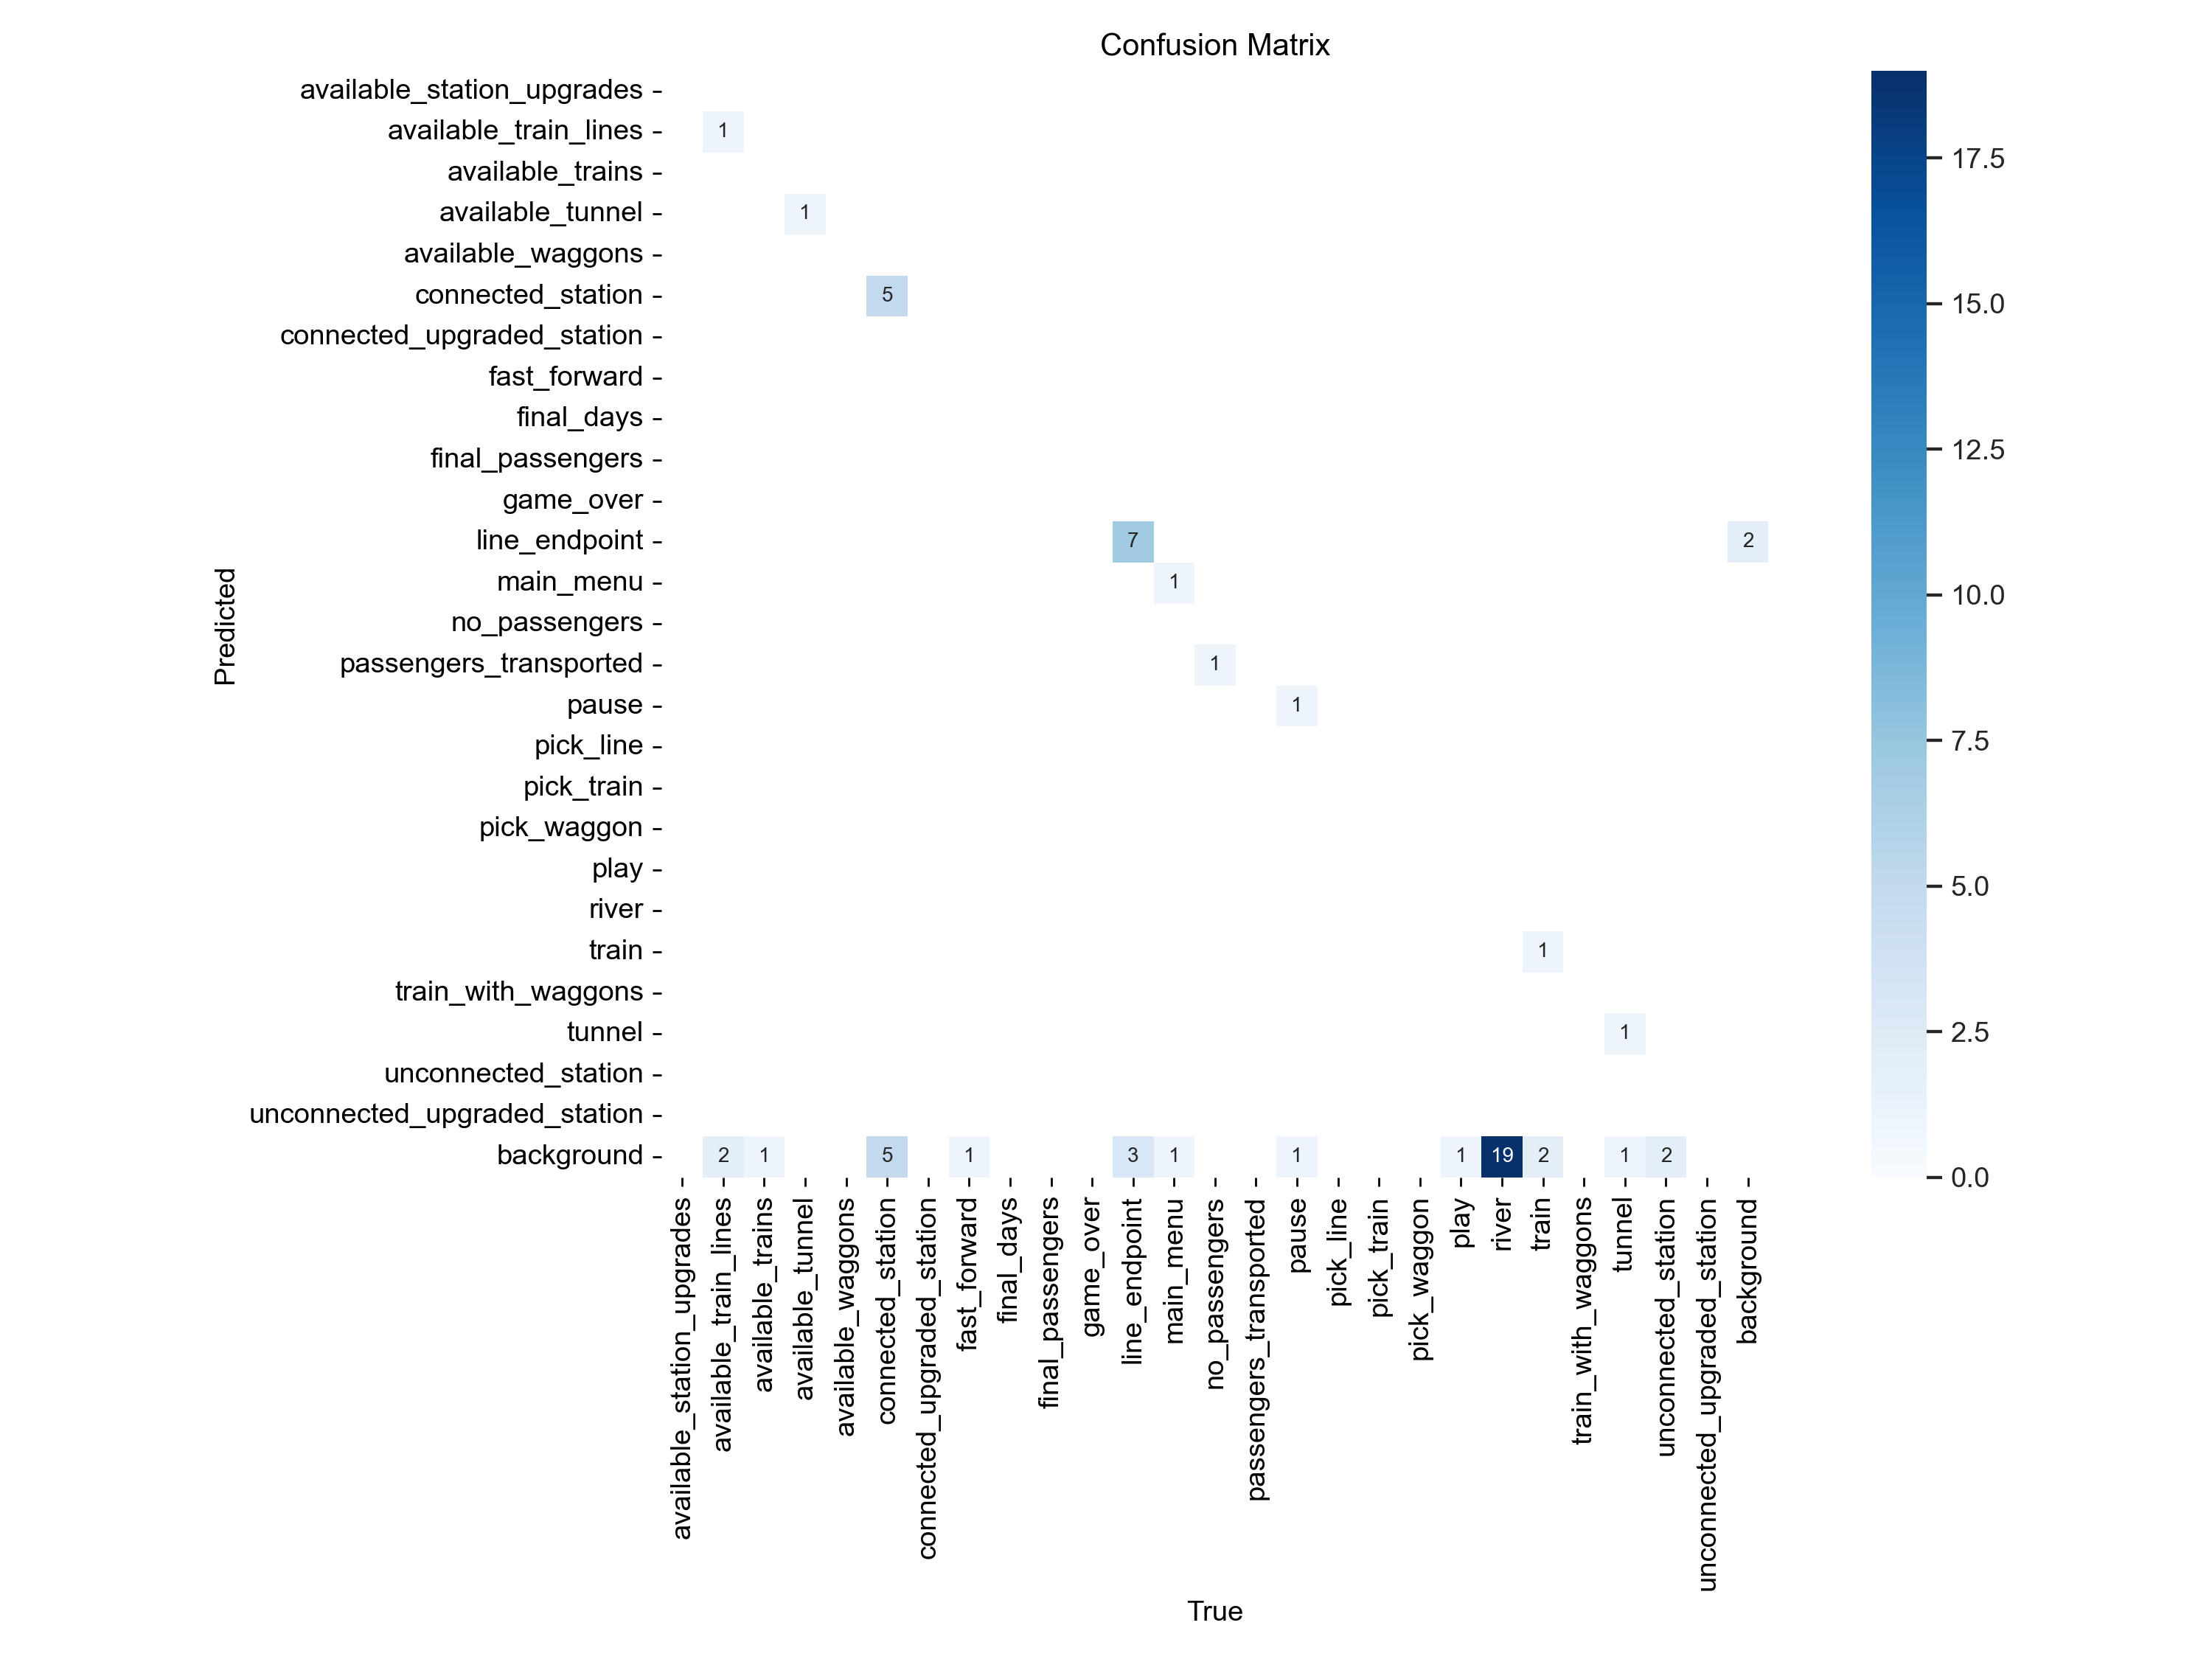 Confusion Matrix
available_station_upgrades
available_train_lines 1
available_trains
available_tunnel 1
available_waggons
connected_station 5
connected_upgraded_station
fast_forward
final_days
final_passengers
game_over
line_endpoint 7 2
main_menu 1
no_passengers
passengers_transported 1
pause 1
pick_line
pick_train
pick_waggon
play
river
train 1
train_with_waggons
tunnel 1
unconnected_station
unconnected_upgraded_station
background 2 1 5 1 3 1 1 1 19 2 1 2
Predicted
available_station_upgrades
available_train_lines
available_trains
available_tunnel
available_waggons
connected_station
connected_upgraded_station
fast_forward
final_days
final_passengers
game_over
line_endpoint
main_menu
no_passengers
passengers_transported
pause
pick_line
pick_train
pick_waggon
play
river
train
train_with_waggons
tunnel
unconnected_station
unconnected_upgraded_station
background
True
17.5
15.0
12.5
10.0
7.5
5.0
2.5
0.0